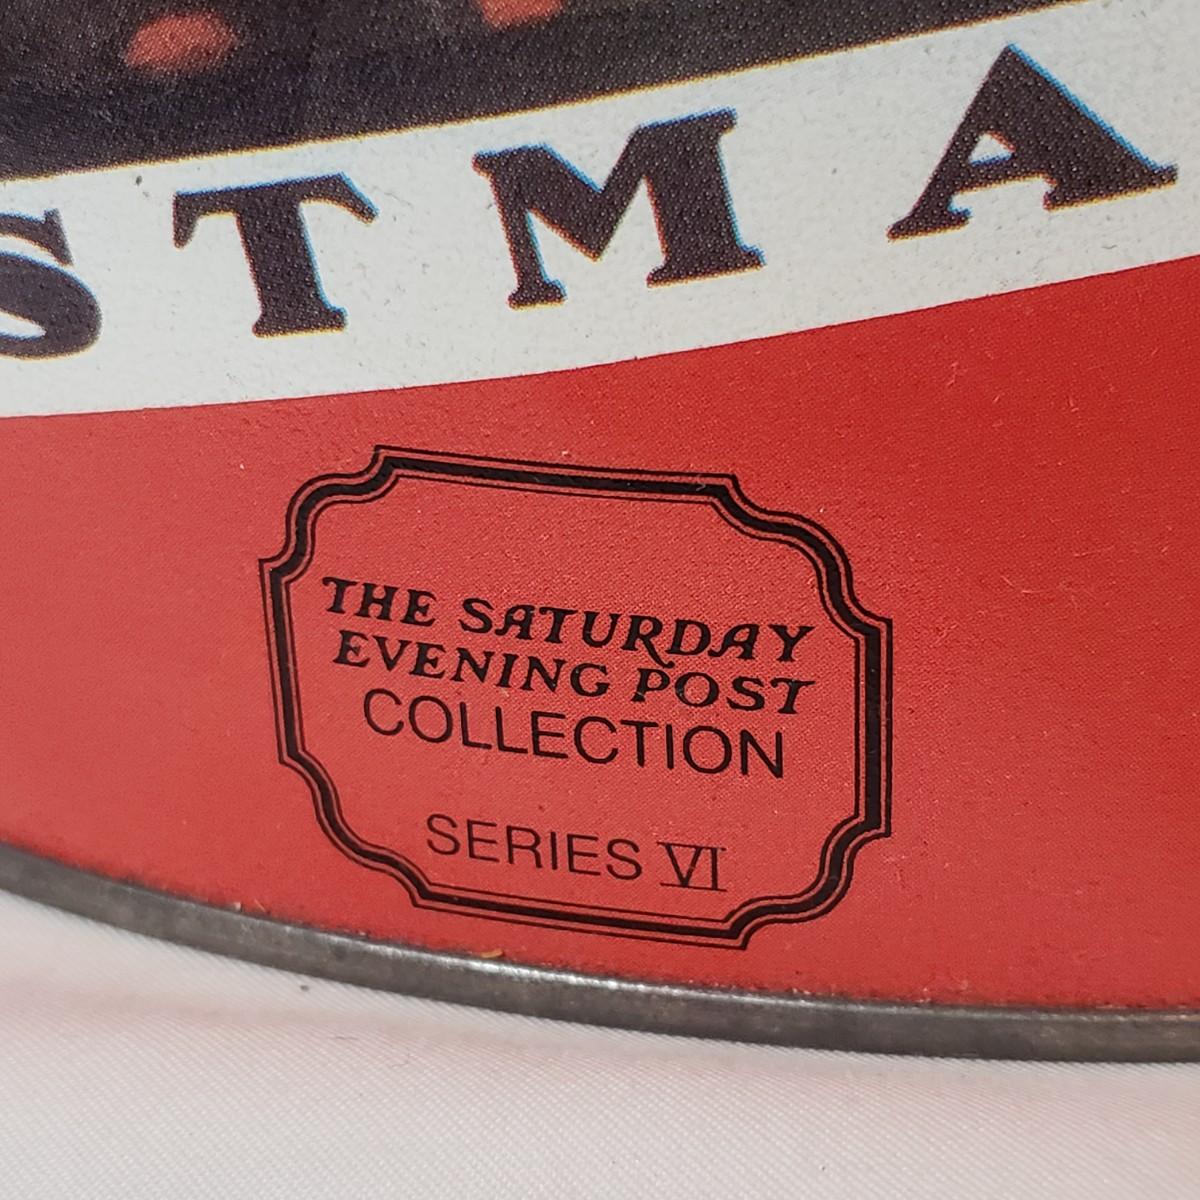 STMA
THE SATURDAY
EVENING POST
COLLECTION
SERIES VI